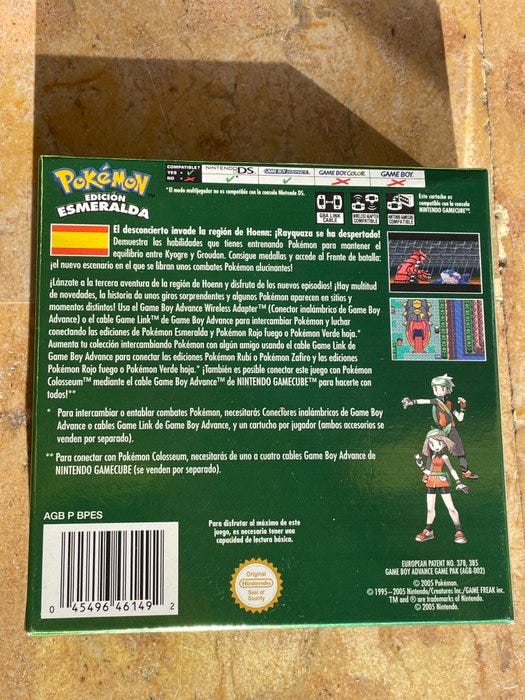 COMPATIBLE?
YES = ✓
NO = ✗
NINTENDO DS
GAME BOY ADVANCE
GAME BOY COLOR
GAME BOY
*El modo multijugador no es compatible con la consola Nintendo DS.
POKéMON
EDICIÓN
ESMERALDA
GBA LINK
CABLE
WIRELESS ADAPTER
COMPATIBLE
NINTENDO GAMECUBE
COMPATIBLE
Este cartucho es
compatible con la consola
NINTENDO GAMECUBE™
El desconcierto invade la región de Hoenn: ¡Rayquaza se ha despertado!
Demuestra las habilidades que tienes entrenando Pokémon para mantener el
equilibrio entre Kyogre y Groudon. Consigue medallas y accede al Frente de batalla:
¡el nuevo escenario en el que se libran unos combates Pokémon alucinantes!
¡Lánzate a la tercera aventura de la región de Hoenn y disfruta de los nuevos episodios! ¡Hay multitud
de novedades, la historia da unos giros sorprendentes y algunos Pokémon aparecen en sitios y
momentos distintos! Usa el Game Boy Advance Wireless Adapter™ (Conector inalámbrico de Game Boy
Advance) o el cable Game Link™ de Game Boy Advance para intercambiar Pokémon y luchar
conectando las ediciones de Pokémon Esmeralda y Pokémon Rojo fuego o Pokémon Verde hoja.*
Aumenta tu colección intercambiando Pokémon con algún amigo usando el cable Game Link de
Game Boy Advance para conectar las ediciones Pokémon Rubí o Pokémon Zafiro y las ediciones
Pokémon Rojo fuego o Pokémon Verde hoja.* ¡También es posible conectar este juego con Pokémon
Colosseum™ mediante el cable Game Boy Advance™ de NINTENDO GAMECUBE™ para hacerte con
todos!**
* Para intercambiar o entablar combates Pokémon, necesitarás Conectores inalámbricos de Game Boy
Advance o cables Game Link de Game Boy Advance, y un cartucho por jugador (ambos accesorios se
venden por separado).
** Para conectar con Pokémon Colosseum, necesitarás de uno a cuatro cables Game Boy Advance de
NINTENDO GAMECUBE (se venden por separado).
AGB P BPES
Para disfrutar al máximo de este
juego, es necesario tener una
capacidad de lectura básica.
0 45496 46149 2
Original
Nintendo
Seal of
Quality
EUROPEAN PATENT NO. 378, 385
GAME BOY ADVANCE GAME PAK (AGB-002)
© 2005 Pokémon.
© 1995–2005 Nintendo/Creatures Inc./GAME FREAK inc.
TM and ® are trademarks of Nintendo.
© 2005 Nintendo.